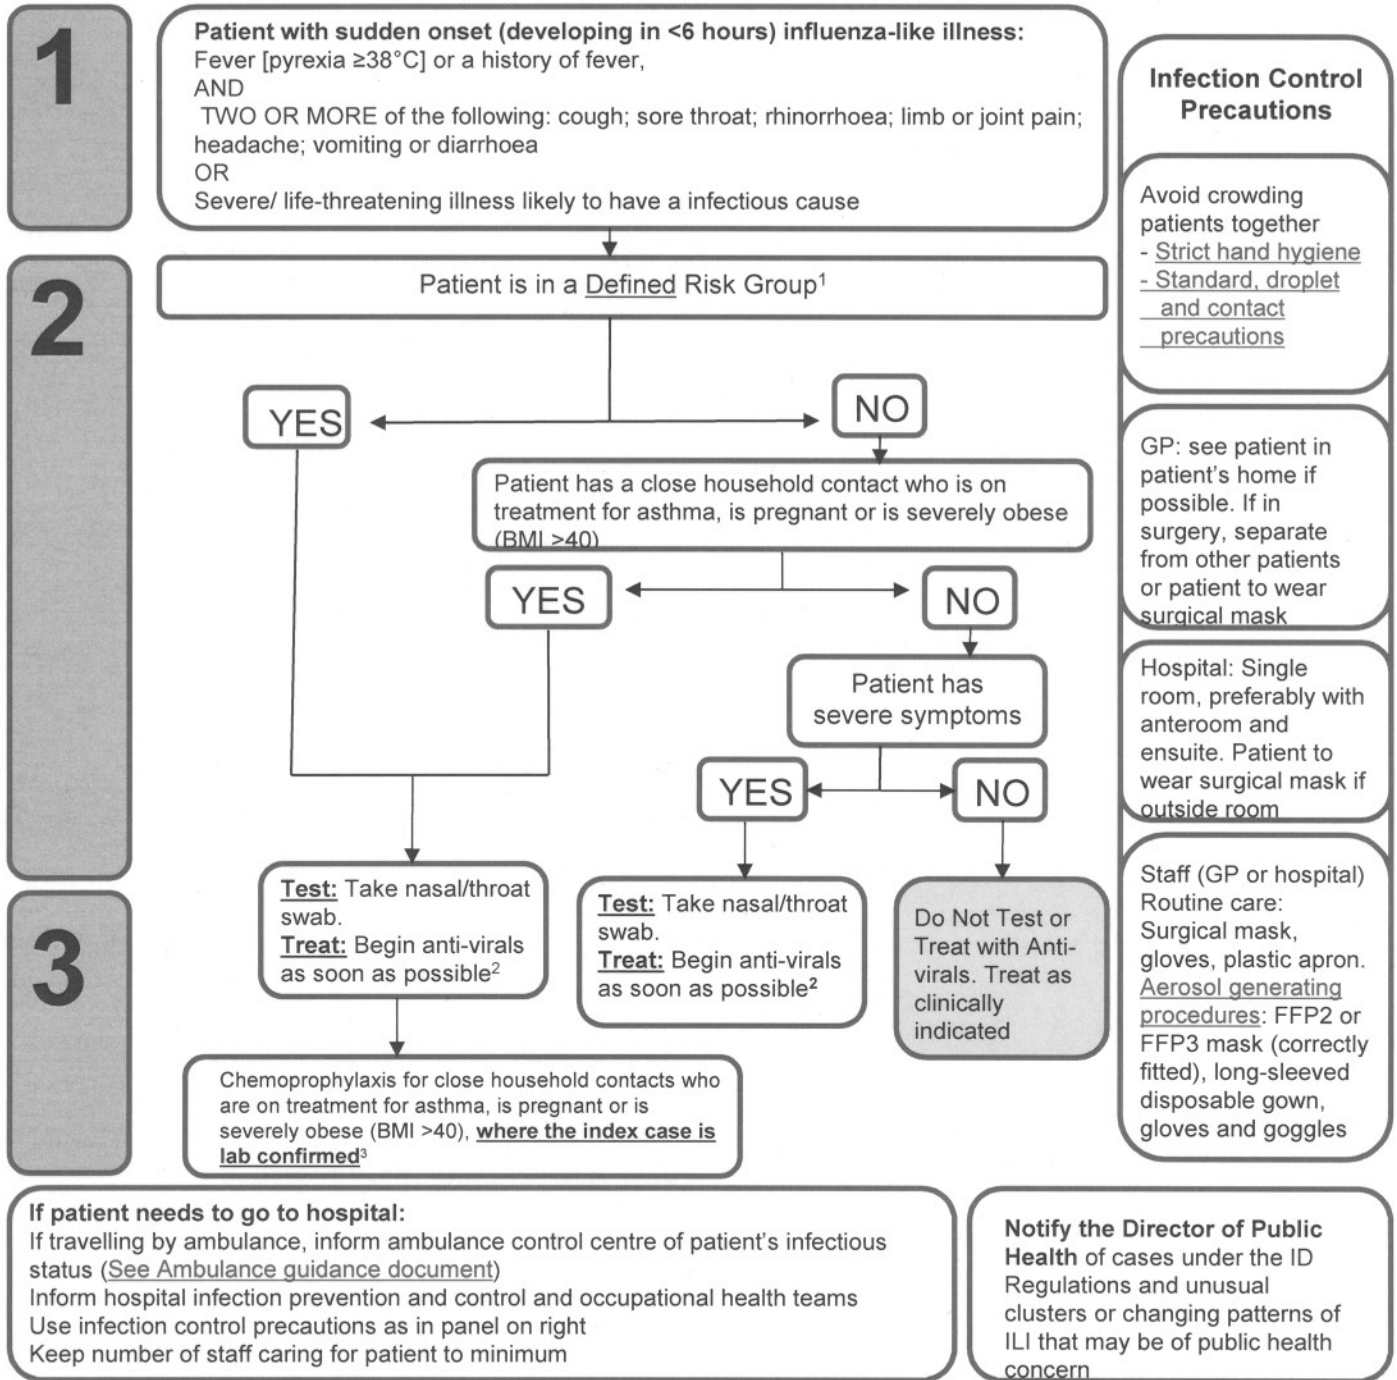 1
Patient with sudden onset (developing in <6 hours) influenza-like illness:
Fever [pyrexia ≥38°C] or a history of fever,
AND
TWO OR MORE of the following: cough; sore throat; rhinorrhoea; limb or joint pain;
headache; vomiting or diarrhoea
OR
Severe/ life-threatening illness likely to have a infectious cause
2
Patient is in a Defined Risk Group¹
YES
NO
Patient has a close household contact who is on
treatment for asthma, is pregnant or is severely obese
(BMI >40)
YES
NO
Patient has
severe symptoms
YES
NO
3
Test: Take nasal/throat
swab.
Treat: Begin anti-virals
as soon as possible²
Test: Take nasal/throat
swab.
Treat: Begin anti-virals
as soon as possible²
Do Not Test or
Treat with Anti-
virals. Treat as
clinically
indicated
Chemoprophylaxis for close household contacts who
are on treatment for asthma, is pregnant or is
severely obese (BMI >40), where the index case is
lab confirmed³
Infection Control
Precautions
Avoid crowding
patients together
- Strict hand hygiene
- Standard, droplet
and contact
precautions
GP: see patient in
patient's home if
possible. If in
surgery, separate
from other patients
or patient to wear
surgical mask
Hospital: Single
room, preferably with
anteroom and
ensuite. Patient to
wear surgical mask if
outside room
Staff (GP or hospital)
Routine care:
Surgical mask,
gloves, plastic apron.
Aerosol generating
procedures: FFP2 or
FFP3 mask (correctly
fitted), long-sleeved
disposable gown,
gloves and goggles
If patient needs to go to hospital:
If travelling by ambulance, inform ambulance control centre of patient's infectious
status (See Ambulance guidance document)
Inform hospital infection prevention and control and occupational health teams
Use infection control precautions as in panel on right
Keep number of staff caring for patient to minimum
Notify the Director of Public
Health of cases under the ID
Regulations and unusual
clusters or changing patterns of
ILI that may be of public health
concern